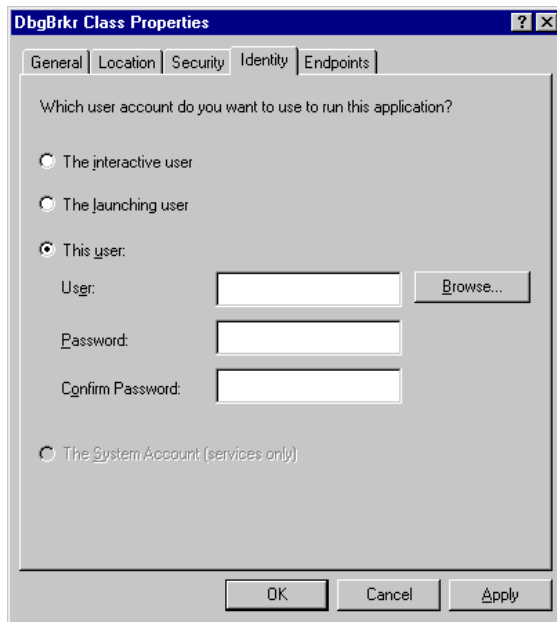 DbgBrkr Class Properties
General Location Security Identity Endpoints
Which user account do you want to use to run this application?
The interactive user
The launching user
This user:
User:
Browse...
Password:
Confirm Password:
The System Account (services only)
OK Cancel Apply